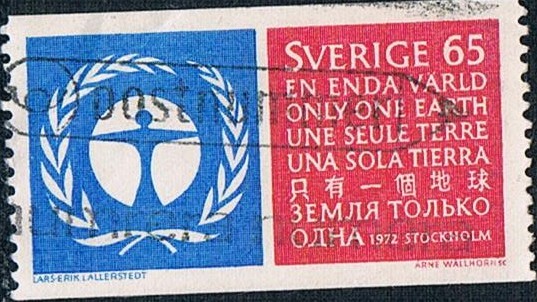 SVERIGE 65
EN ENDA VÄRLD
ONLY ONE EARTH
UNE SEULE TERRE
UNA SOLA TIERRA
只有一個地球
ЗЕМЛЯ ТОЛЬКО
ОДНА 1972 STOCKHOLM
LARS-ERIK LALLERSTEDT
ARNE WALLHORN SC